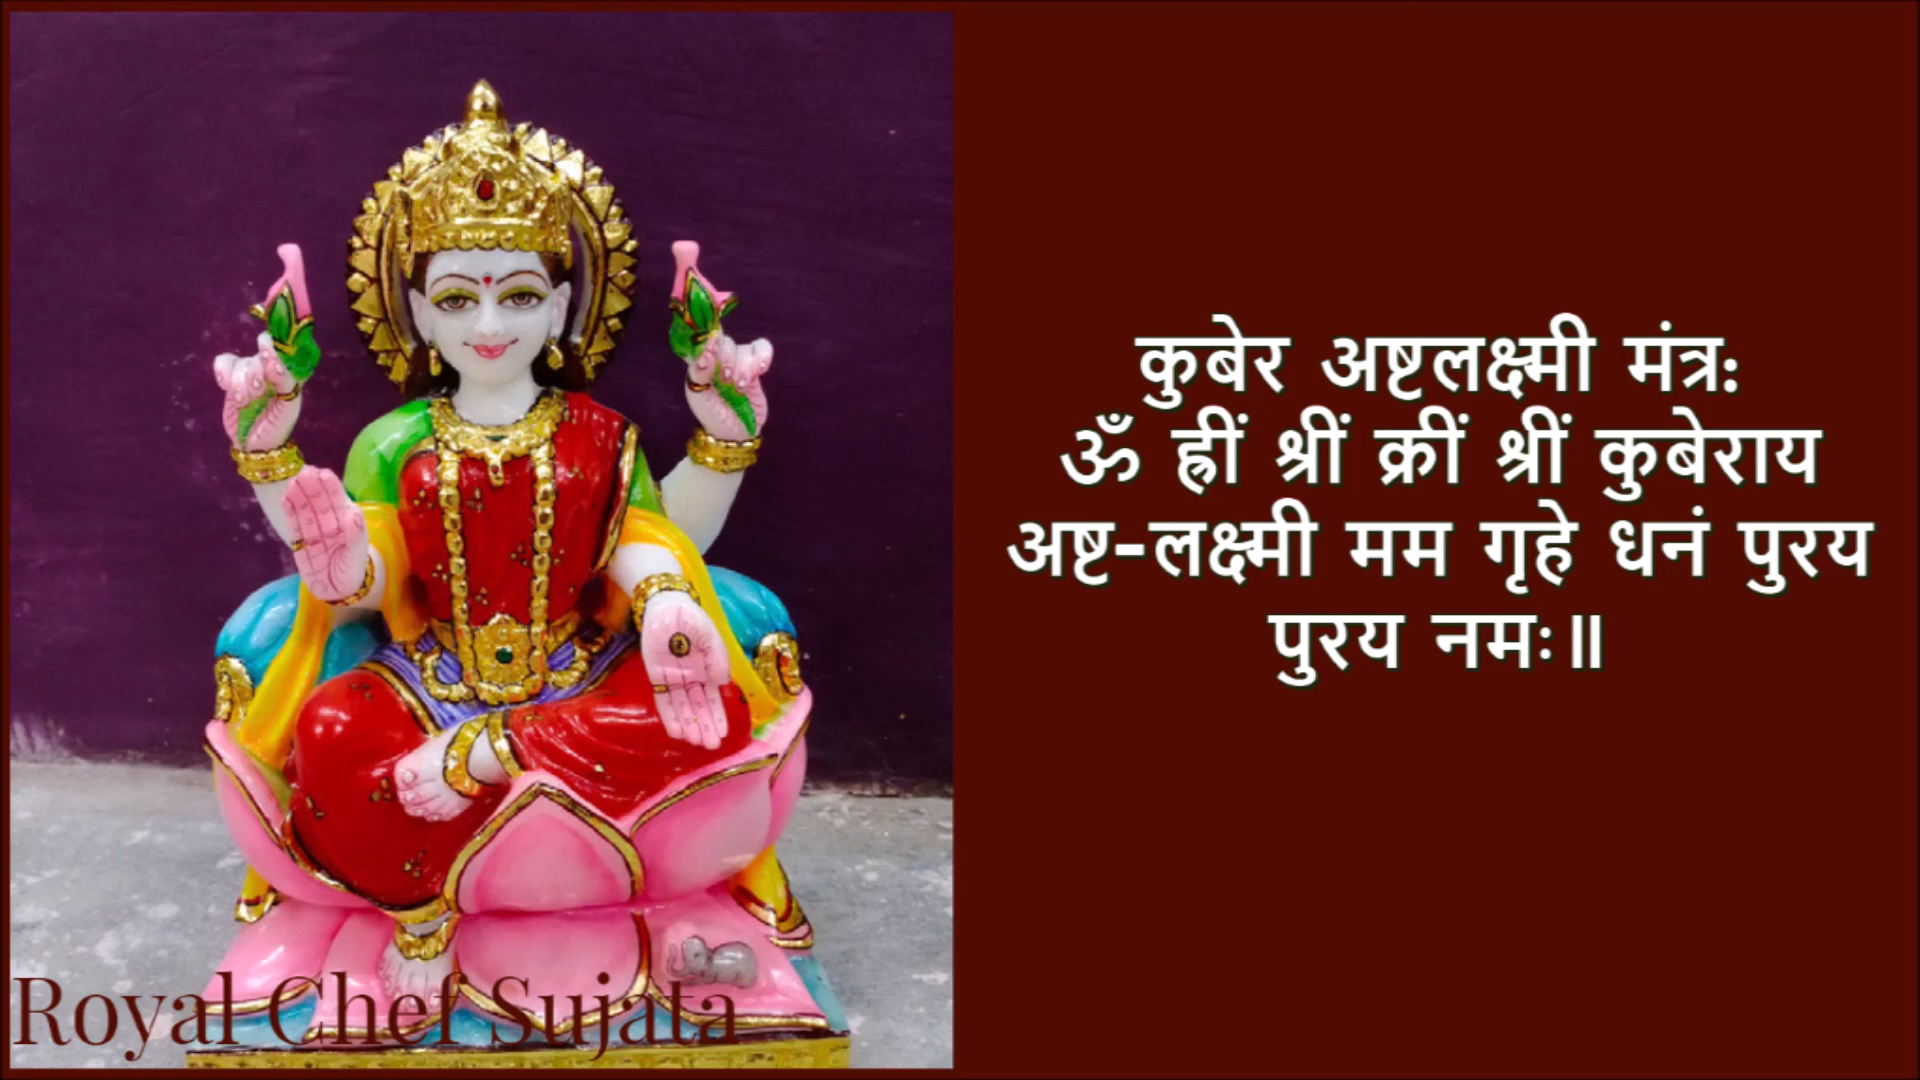 कुबेर अष्टलक्ष्मी मंत्र:
ॐ ह्रीं श्रीं क्रीं श्रीं कुबेराय
अष्ट-लक्ष्मी मम गृहे धनं पुरय
पुरय नमः॥
Royal Chef Sujata